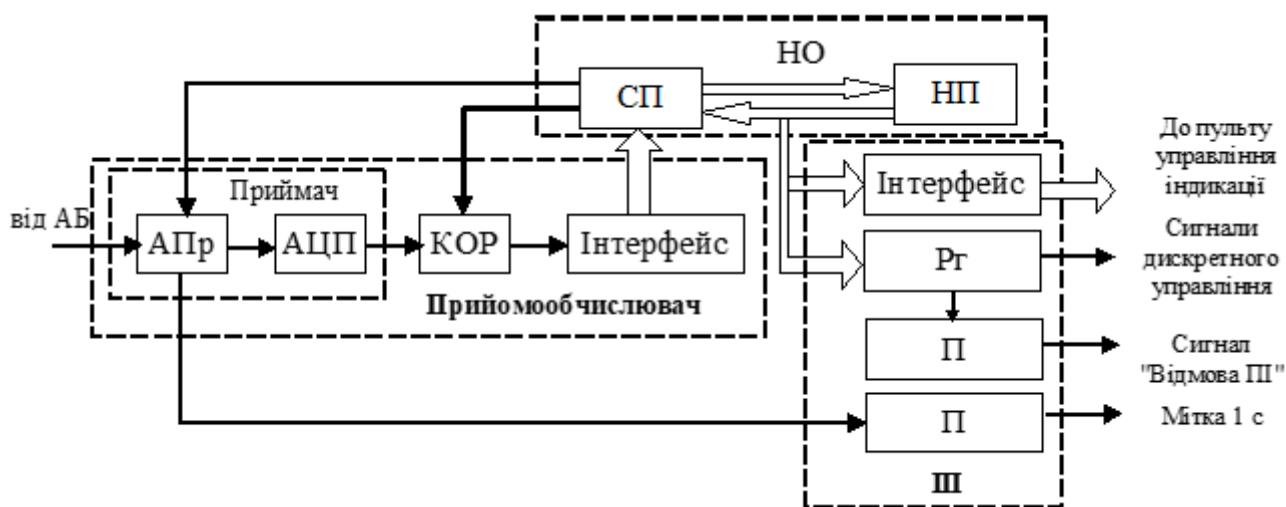 НО
СП
НП
До пульту
управління
індикації
Приймач
Інтерфейс
від АБ
АПр
АЦП
КОР
Інтерфейс
Рг
Сигнали
дискретного
управління
Прийомообчислювач
П
Сигнал
"Відмова ПІ"
П
Мітка 1 с
ІІІ